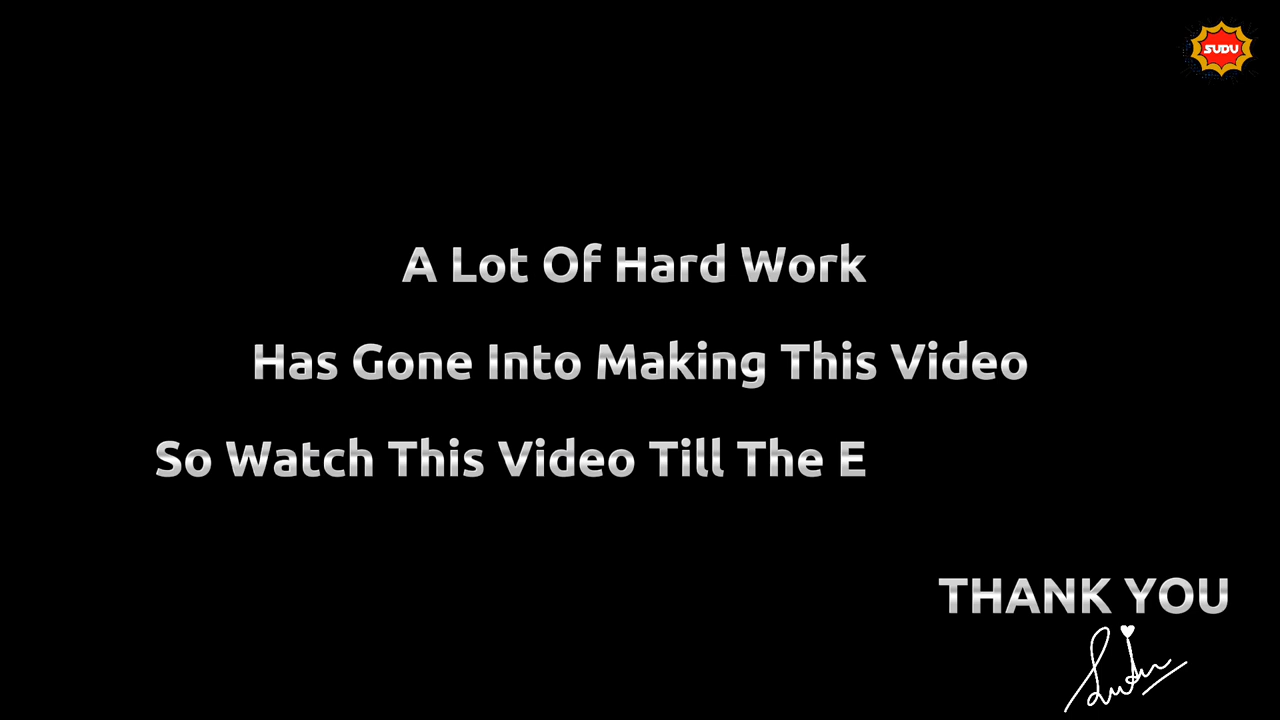 SUDU
A Lot Of Hard Work
Has Gone Into Making This Video
So Watch This Video Till The E
THANK YOU
Sudu